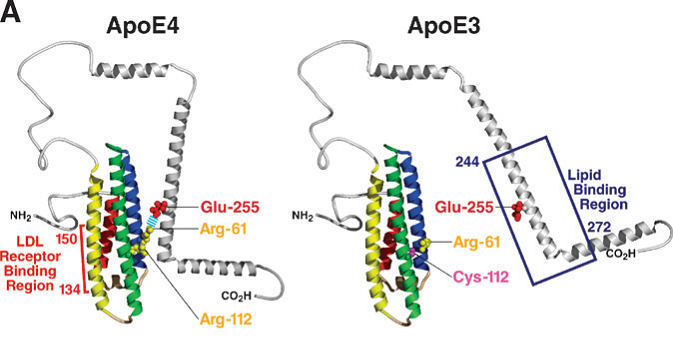 A
ApoE4
ApoE3
NH2
150
LDL
Receptor
Binding
Region
134
Glu-255
Arg-61
CO2H
Arg-112
NH2
244
Lipid
Binding
Region
Glu-255
272
Arg-61
CO2H
Cys-112